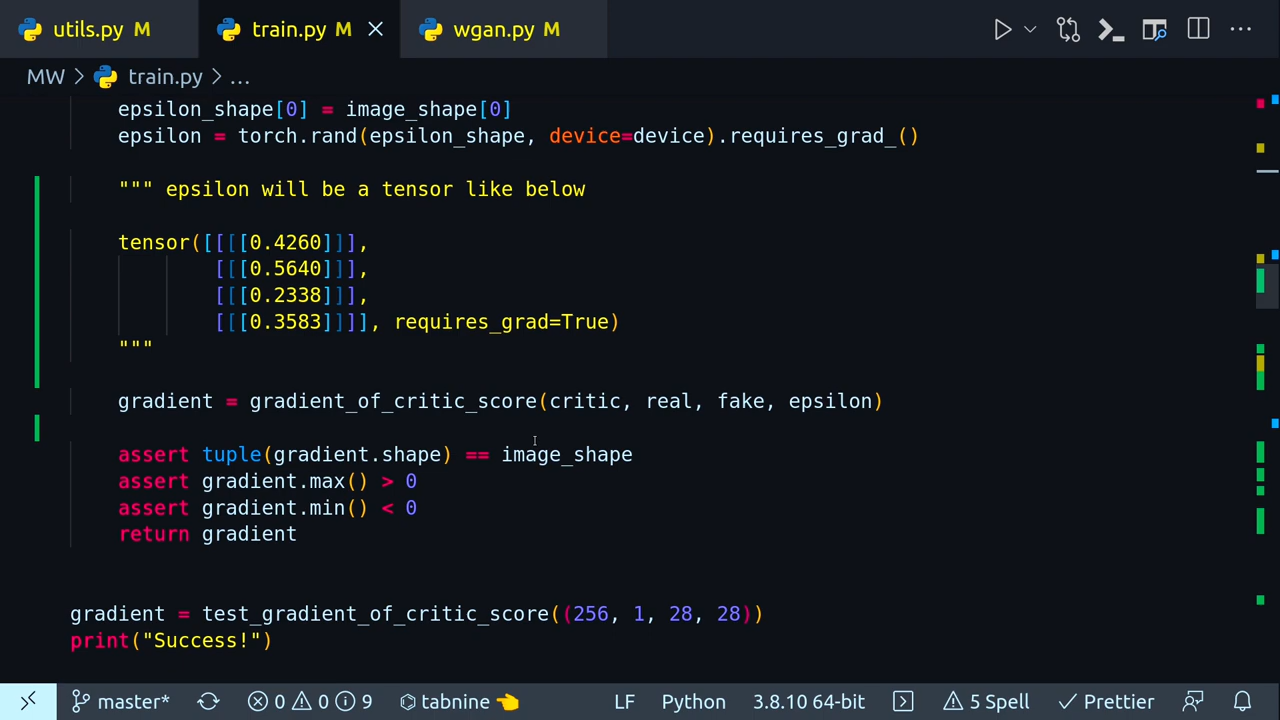 utils.py M train.py M wgan.py M
MW > train.py > ...
epsilon_shape[0] = image_shape[0]
epsilon = torch.rand(epsilon_shape, device=device).requires_grad_()
""" epsilon will be a tensor like below
tensor([[[[0.4260]]],
[[[0.5640]]],
[[[0.2338]]],
[[[0.3583]]]], requires_grad=True)
"""
gradient = gradient_of_critic_score(critic, real, fake, epsilon)
assert tuple(gradient.shape) == image_shape
assert gradient.max() > 0
assert gradient.min() < 0
return gradient
gradient = test_gradient_of_critic_score((256, 1, 28, 28))
print("Success!")
master* 0 0 9 tabnine LF Python 3.8.10 64-bit 5 Spell Prettier